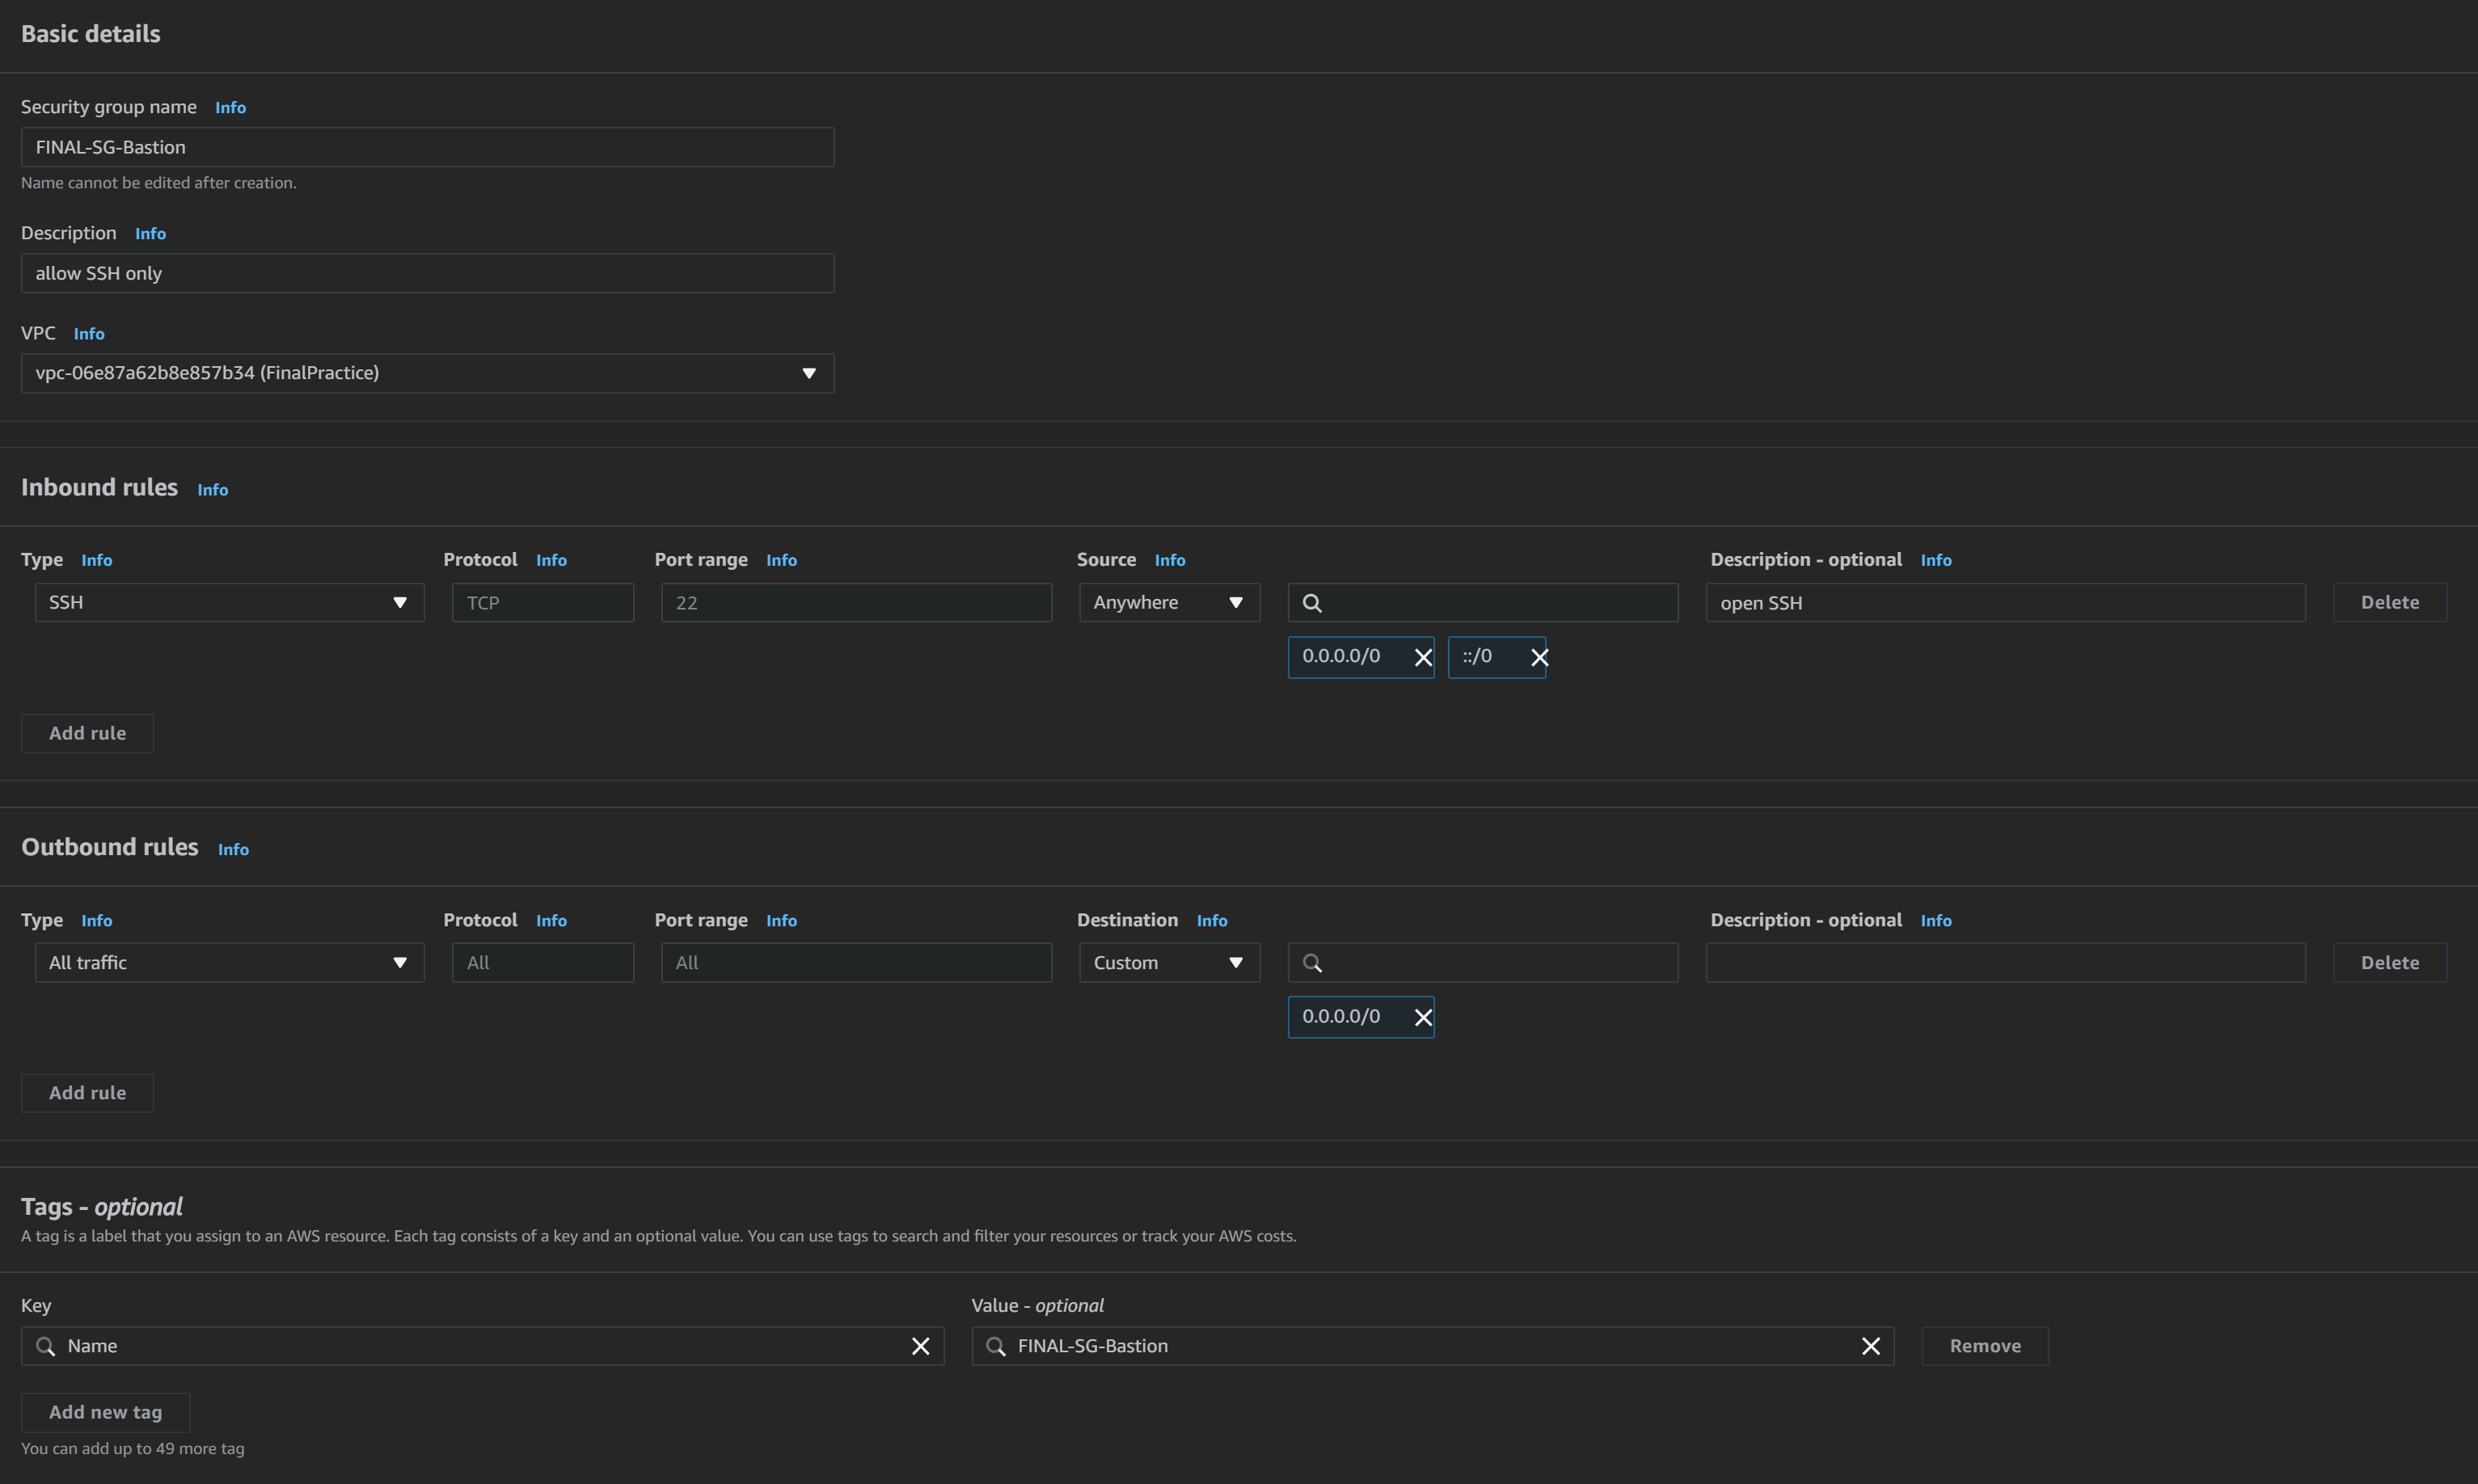 Basic details
Security group name Info
FINAL-SG-Bastion
Name cannot be edited after creation.
Description Info
allow SSH only
VPC Info
vpc-06e87a62b8e857b34 (FinalPractice)
Inbound rules Info
Type Info Protocol Info Port range Info Source Info Description - optional Info
SSH TCP 22 Anywhere open SSH Delete
0.0.0.0/0 ::/0
Add rule
Outbound rules Info
Type Info Protocol Info Port range Info Destination Info Description - optional Info
All traffic All All Custom Delete
0.0.0.0/0
Add rule
Tags - optional
A tag is a label that you assign to an AWS resource. Each tag consists of a key and an optional value. You can use tags to search and filter your resources or track your AWS costs.
Key Value - optional
Name FINAL-SG-Bastion Remove
Add new tag
You can add up to 49 more tag